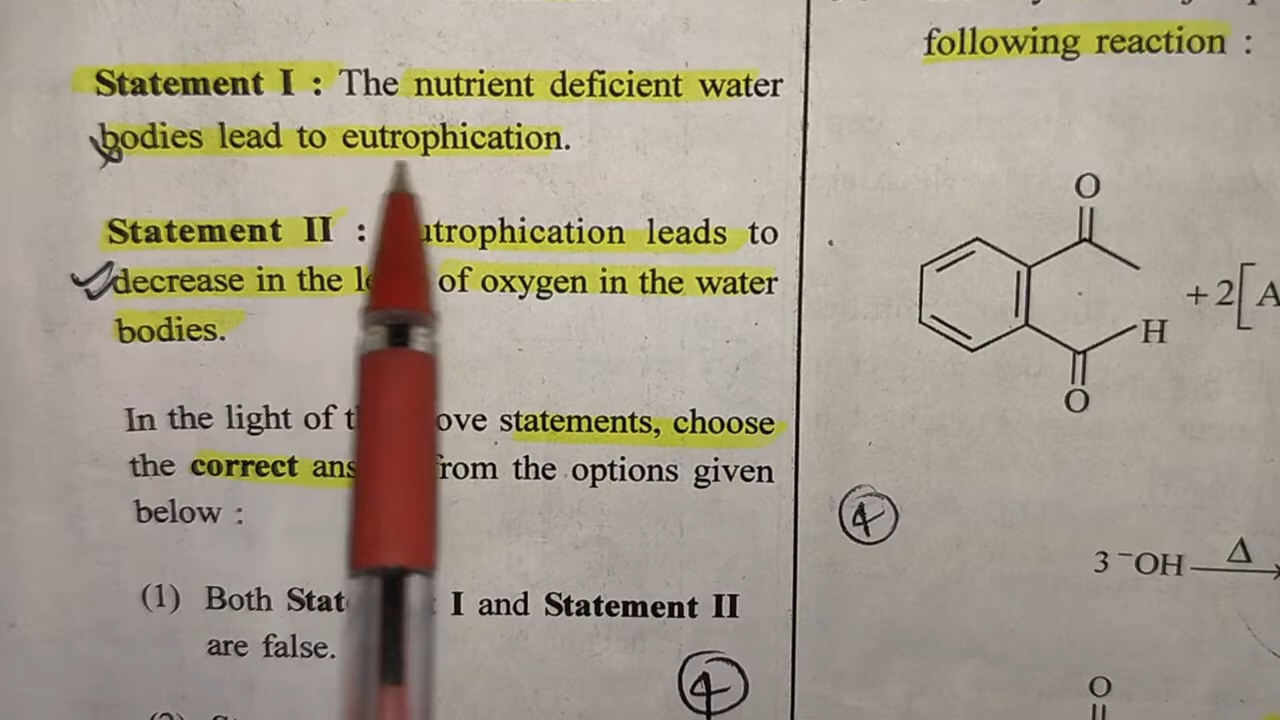 Statement I : The nutrient deficient water
bodies lead to eutrophication.
Statement II : utrophication leads to
decrease in the of oxygen in the water
bodies.
In the light of ove statements, choose
the correct ans from the options given
below :
(1) Both Stat I and Statement II
are false.
4
following reaction :
O
H
+2[A
O
4
3 ⁻OH Δ
O